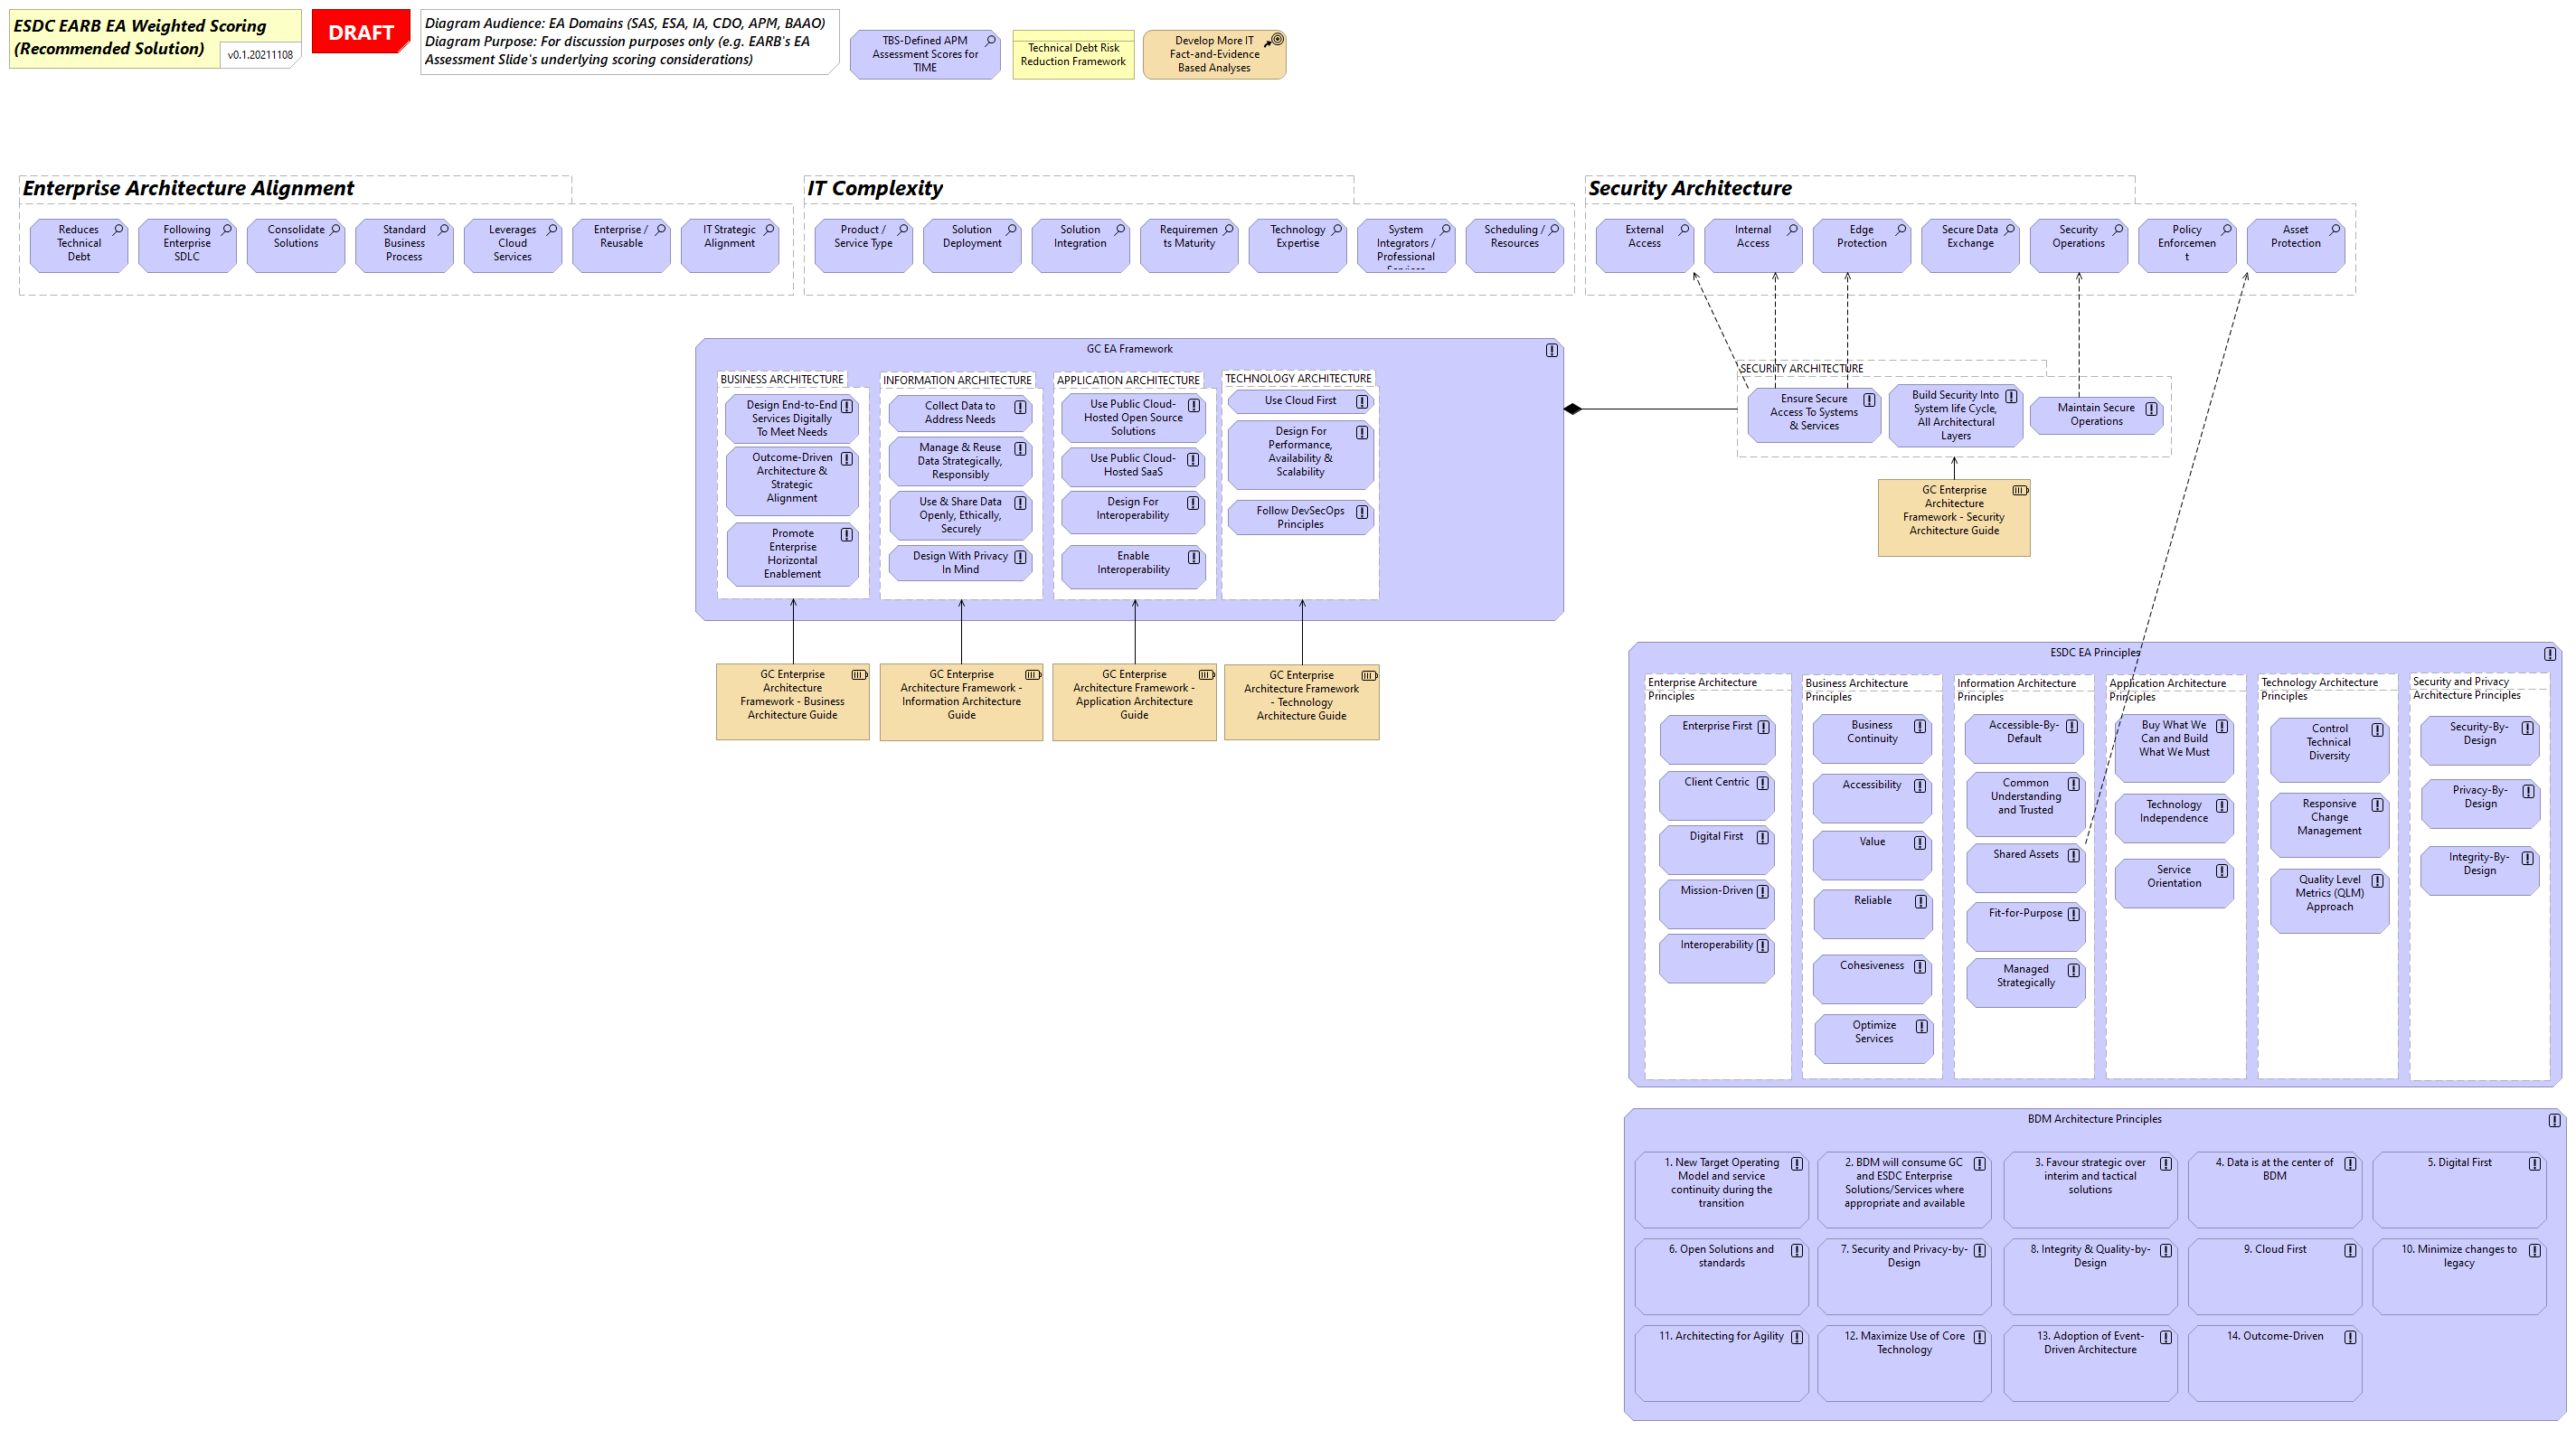 ESDC EARB EA Weighted Scoring
(Recommended Solution)
v0.1.20211108
DRAFT
Diagram Audience: EA Domains (SAS, ESA, IA, CDO, APM, BAAO)
Diagram Purpose: For discussion purposes only (e.g. EARB's EA
Assessment Slide's underlying scoring considerations)
TBS-Defined APM
Assessment Scores for
TIME
Technical Debt Risk
Reduction Framework
Develop More IT
Fact-and-Evidence
Based Analyses
Enterprise Architecture Alignment
Reduces
Technical
Debt
Following
Enterprise
SDLC
Consolidate
Solutions
Standard
Business
Process
Leverages
Cloud
Services
Enterprise /
Reusable
IT Strategic
Alignment
IT Complexity
Product /
Service Type
Solution
Deployment
Solution
Integration
Requiremen
ts Maturity
Technology
Expertise
System
Integrators /
Professional
Services
Scheduling /
Resources
Security Architecture
External
Access
Internal
Access
Edge
Protection
Secure Data
Exchange
Security
Operations
Policy
Enforcemen
t
Asset
Protection
GC EA Framework
BUSINESS ARCHITECTURE
Design End-to-End
Services Digitally
To Meet Needs
Outcome-Driven
Architecture &
Strategic
Alignment
Promote
Enterprise
Horizontal
Enablement
INFORMATION ARCHITECTURE
Collect Data to
Address Needs
Manage & Reuse
Data Strategically,
Responsibly
Use & Share Data
Openly, Ethically,
Securely
Design With Privacy
In Mind
APPLICATION ARCHITECTURE
Use Public Cloud-
Hosted Open Source
Solutions
Use Public Cloud-
Hosted SaaS
Design For
Interoperability
Enable
Interoperability
TECHNOLOGY ARCHITECTURE
Use Cloud First
Design For
Performance,
Availability &
Scalability
Follow DevSecOps
Principles
SECURITY ARCHITECTURE
Ensure Secure
Access To Systems
& Services
Build Security Into
System life Cycle,
All Architectural
Layers
Maintain Secure
Operations
GC Enterprise
Architecture
Framework - Security
Architecture Guide
GC Enterprise
Architecture
Framework - Business
Architecture Guide
GC Enterprise
Architecture Framework -
Information Architecture
Guide
GC Enterprise
Architecture Framework -
Application Architecture
Guide
GC Enterprise
Architecture Framework
- Technology
Architecture Guide
ESDC EA Principles
Enterprise Architecture
Principles
Enterprise First
Client Centric
Digital First
Mission-Driven
Interoperability
Business Architecture
Principles
Business
Continuity
Accessibility
Value
Reliable
Cohesiveness
Optimize
Services
Information Architecture
Principles
Accessible-By-
Default
Common
Understanding
and Trusted
Shared Assets
Fit-for-Purpose
Managed
Strategically
Application Architecture
Principles
Buy What We
Can and Build
What We Must
Technology
Independence
Service
Orientation
Technology Architecture
Principles
Control
Technical
Diversity
Responsive
Change
Management
Quality Level
Metrics (QLM)
Approach
Security and Privacy
Architecture Principles
Security-By-
Design
Privacy-By-
Design
Integrity-By-
Design
BDM Architecture Principles
1. New Target Operating
Model and service
continuity during the
transition
2. BDM will consume GC
and ESDC Enterprise
Solutions/Services where
appropriate and available
3. Favour strategic over
interim and tactical
solutions
4. Data is at the center of
BDM
5. Digital First
6. Open Solutions and
standards
7. Security and Privacy-by-
Design
8. Integrity & Quality-by-
Design
9. Cloud First
10. Minimize changes to
legacy
11. Architecting for Agility
12. Maximize Use of Core
Technology
13. Adoption of Event-
Driven Architecture
14. Outcome-Driven